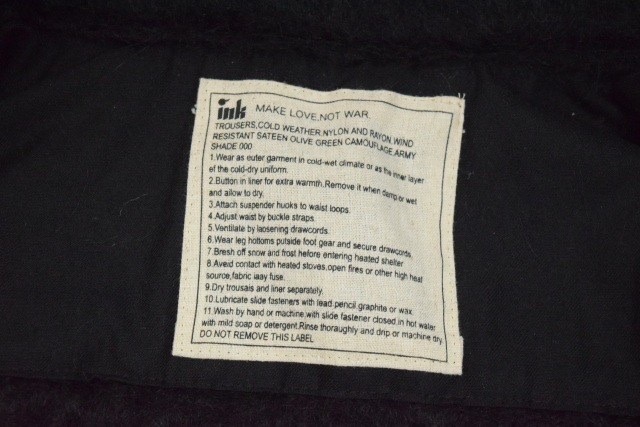 ink MAKE LOVE,NOT WAR
TROUSERS,COLD WEATHER,NYLON AND RAYON,WIND
RESISTANT SATEEN OLIVE GREEN CAMOUFLAGE,ARMY
SHADE 000
1.Wear as outer garment in cold-wet climate or as the inner layer
of the cold-dry uniform.
2.Button in liner for extra warmth.Remove it when damp or wet
and allow to dry.
3.Attach suspender huoks to waist loops.
4.Adjust waist by buckle straps.
5.Ventilate by laosening drawcords.
6.Wear leg hottoms putside foot gear and secure drawcords.
7.Bresh off snow and frost hefore entering heated shelter
8.Aveid contact with heated stoves,open fires or other high heat
source,fabric iaay fuse.
9.Dry trousais and liner separately.
10.Lubricate slide fasteners with lead pencil,graphite or wax.
11.Wash by hand or machine,with slide fastener closed,in hot water
with mild soap or detergent.Rinse thoroughly and drip or machine dry.
DO NOT REMOVE THIS LABEL